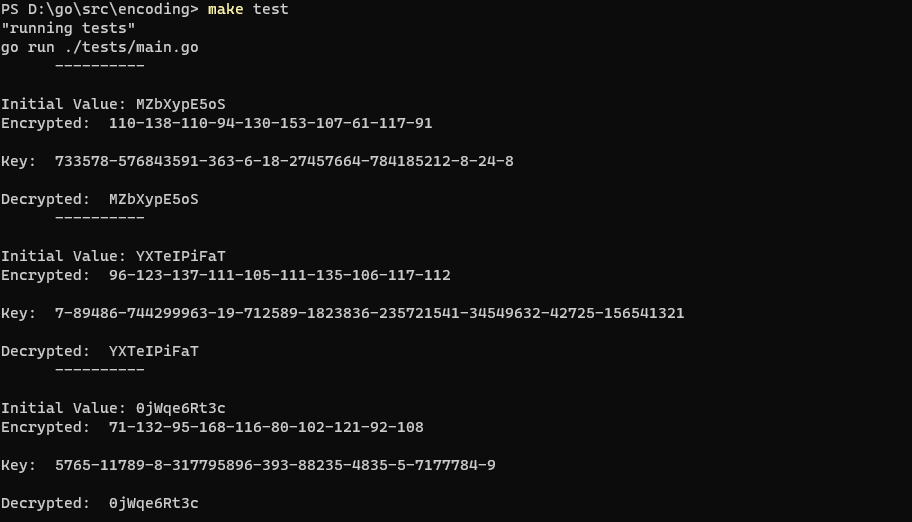 PS D:\go\src\encoding> make test
"running tests"
go run ./tests/main.go
----------
Initial Value: MZbXypE5oS
Encrypted: 110-138-110-94-130-153-107-61-117-91
Key: 733578-576843591-363-6-18-27457664-784185212-8-24-8
Decrypted: MZbXypE5oS
----------
Initial Value: YXTeIPiFaT
Encrypted: 96-123-137-111-105-111-135-106-117-112
Key: 7-89486-744299963-19-712589-1823836-235721541-34549632-42725-156541321
Decrypted: YXTeIPiFaT
----------
Initial Value: 0jWqe6Rt3c
Encrypted: 71-132-95-168-116-80-102-121-92-108
Key: 5765-11789-8-317795896-393-88235-4835-5-7177784-9
Decrypted: 0jWqe6Rt3c